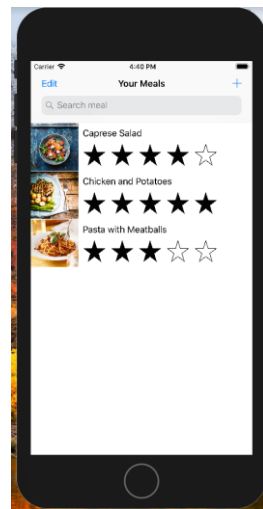 Carrier 4:40 PM
Edit Your Meals +
Search meal
Caprese Salad
Chicken and Potatoes
Pasta with Meatballs